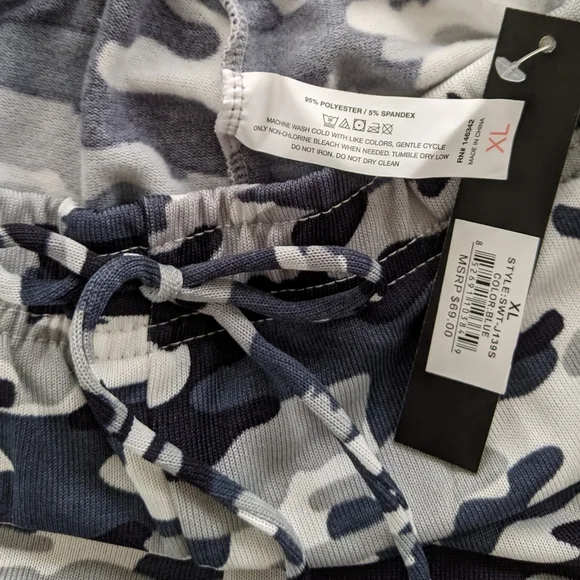 95% POLYESTER / 5% SPANDEX
MACHINE WASH COLD WITH LIKE COLORS, GENTLE CYCLE
ONLY NON-CHLORINE BLEACH WHEN NEEDED. TUMBLE DRY LOW
DO NOT IRON. DO NOT DRY CLEAN
RN# 146342
MADE IN CHINA
XL
XL
STYLE:SWT-J139S
COLOR:BLUE
MSRP$69.00